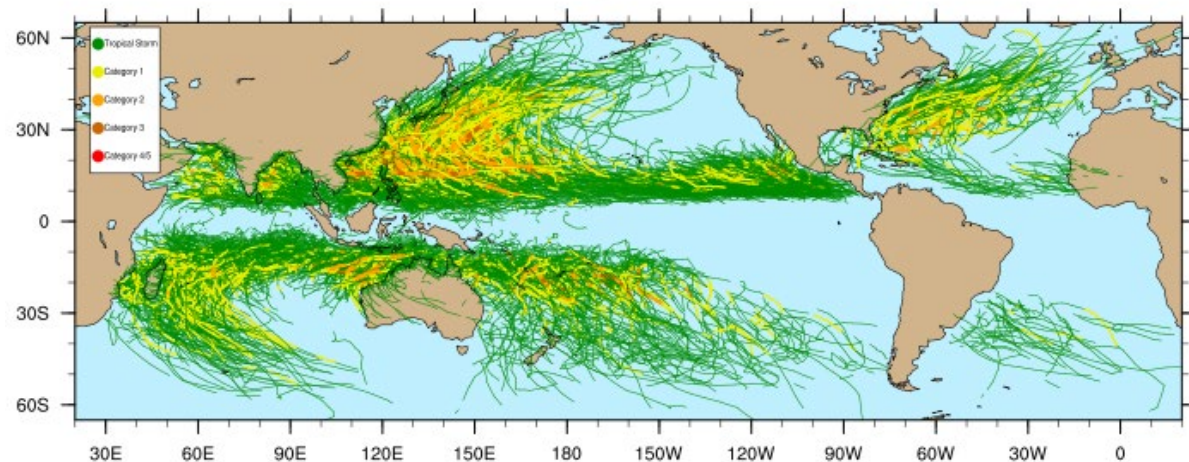 60N
30N
0
30S
60S
Tropical Storm
Category 1
Category 2
Category 3
Category 4/5
30E 60E 90E 120E 150E 180 150W 120W 90W 60W 30W 0